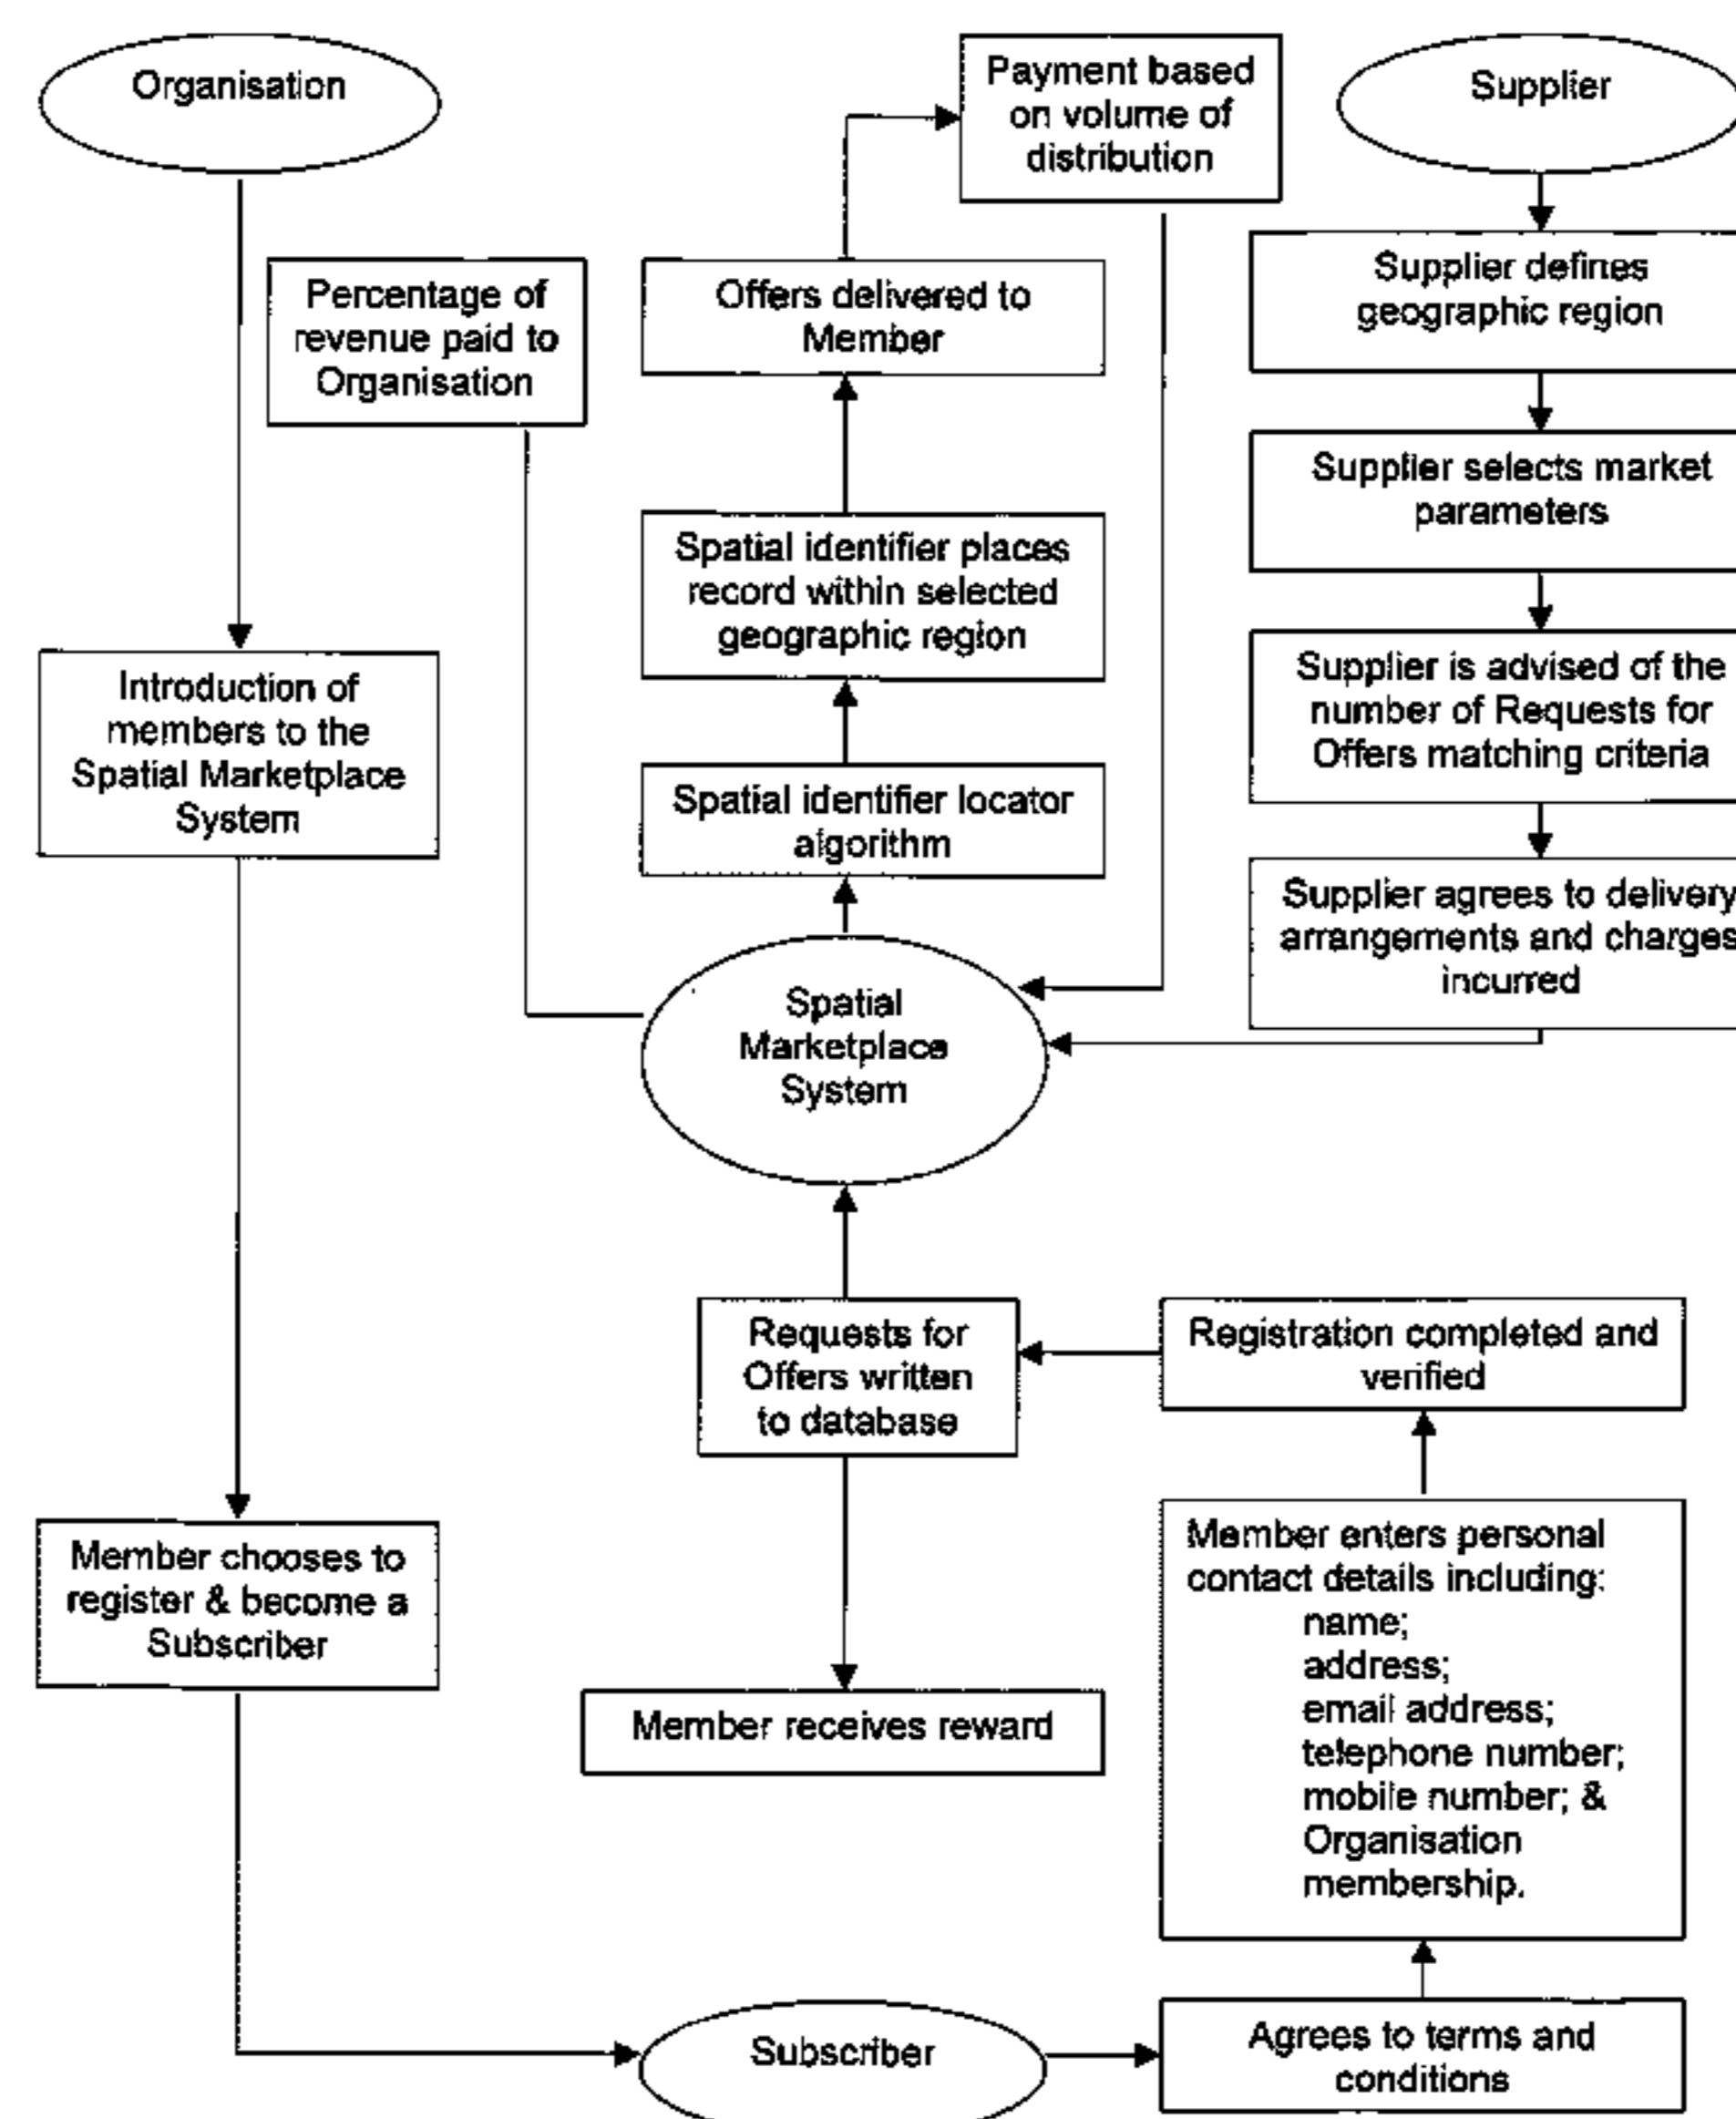 Organisation
Payment based
on volume of
distribution
Supplier
Percentage of
revenue paid to
Organisation
Offers delivered to
Member
Supplier defines
geographic region
Supplier selects market
parameters
Spatial identifier places
record within selected
geographic region
Introduction of
members to the
Spatial Marketplace
System
Supplier is advised of the
number of Requests for
Offers matching criteria
Spatial identifier locator
algorithm
Supplier agrees to delivery
arrangements and charges
incurred
Spatial
Marketplace
System
Requests for
Offers written
to database
Registration completed and
verified
Member chooses to
register & become a
Subscriber
Member enters personal
contact details including:
name;
address;
email address;
telephone number;
mobile number; &
Organisation
membership.
Member receives reward
Subscriber
Agrees to terms and
conditions